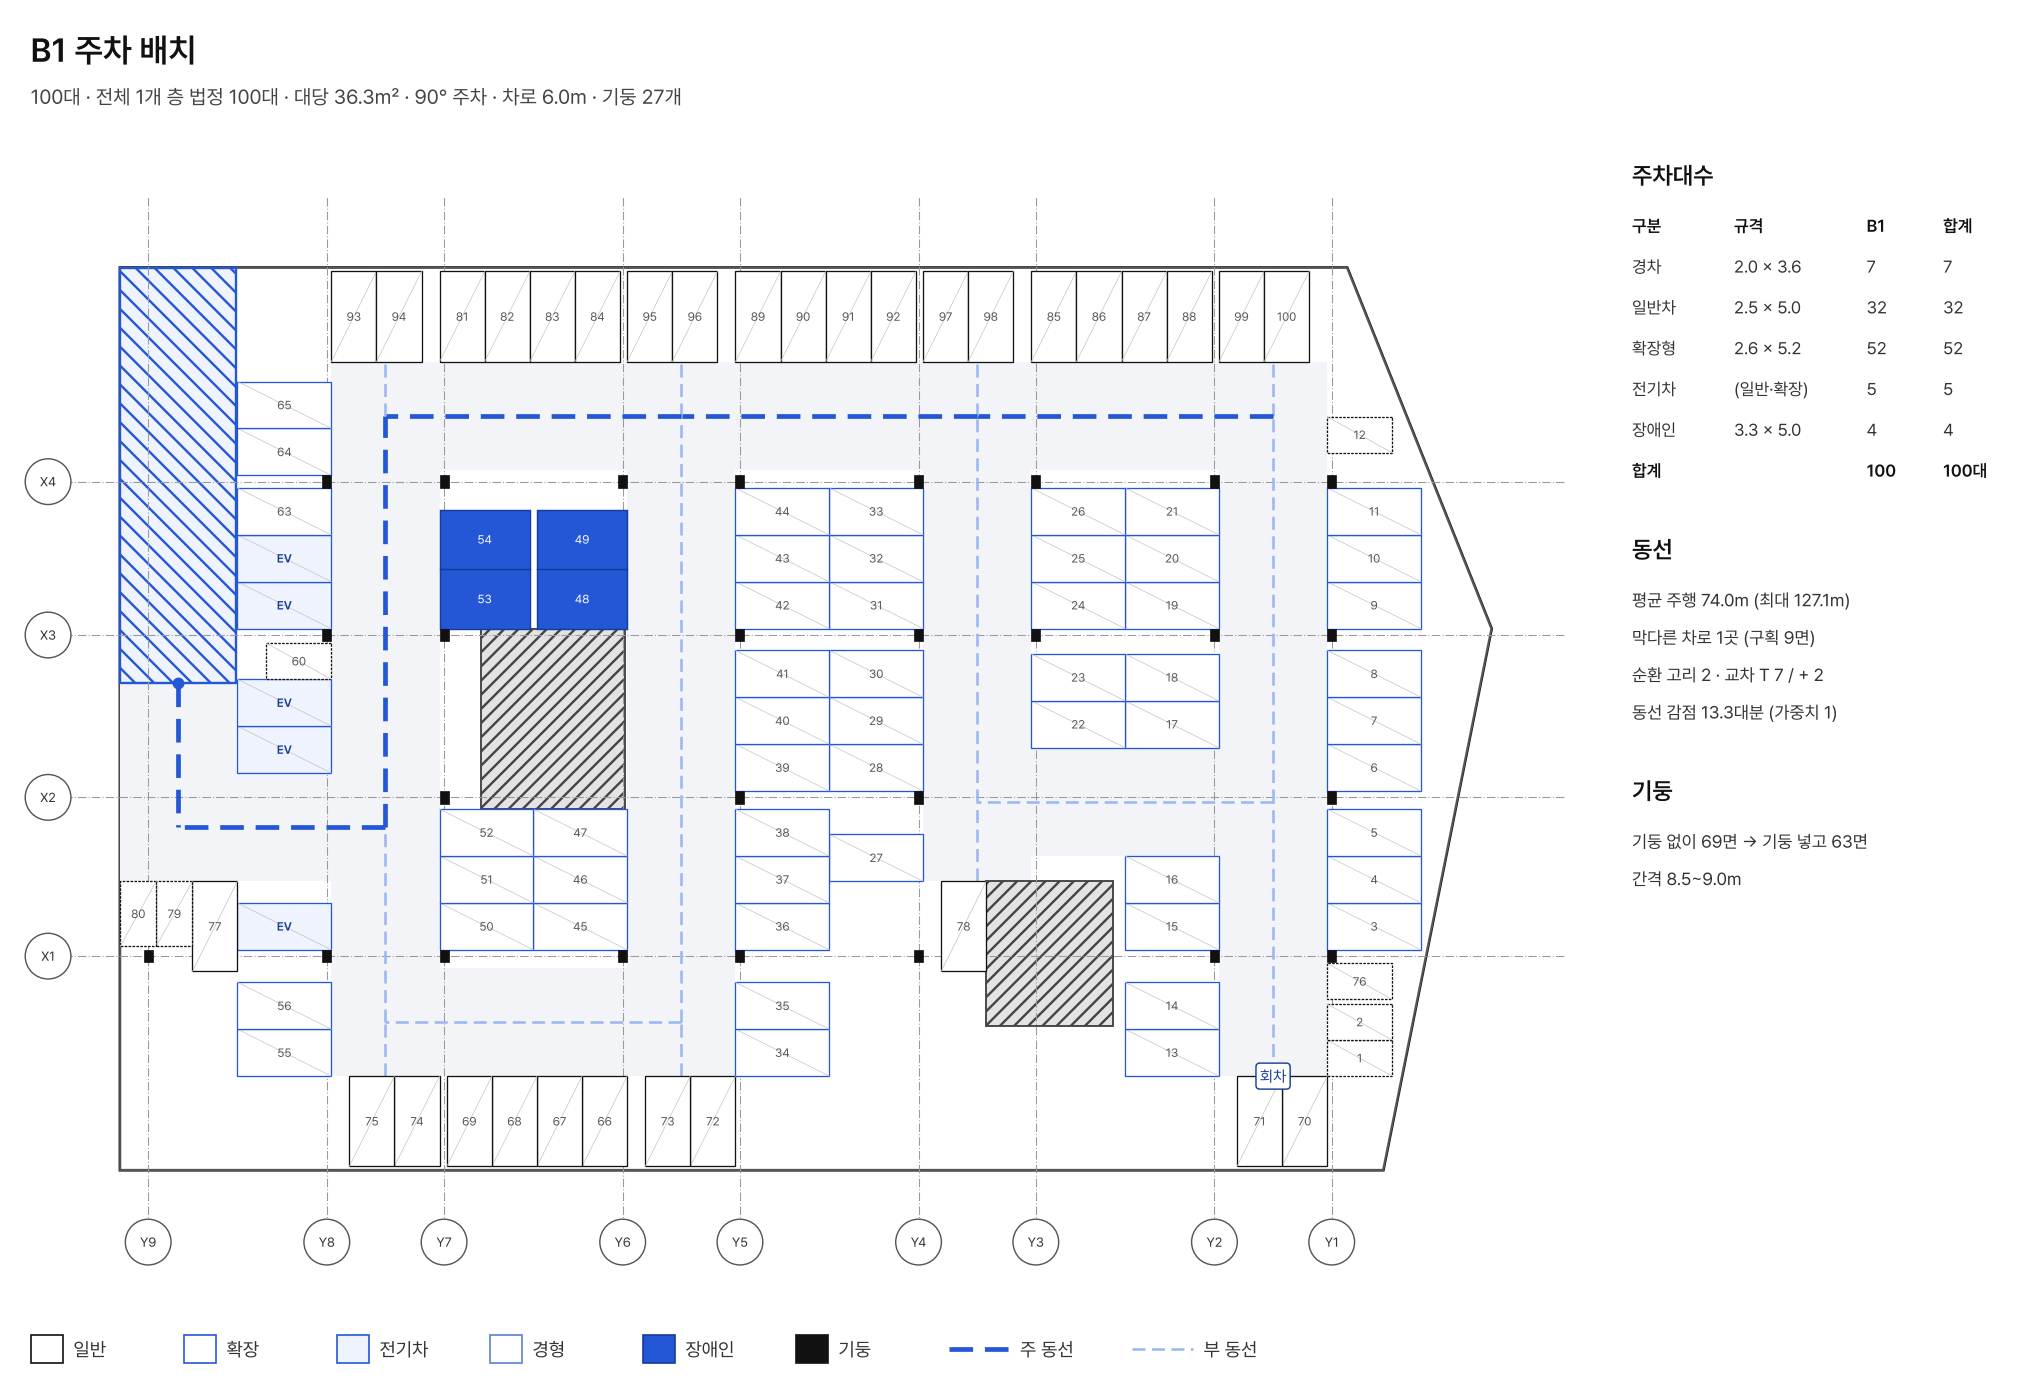 B1 주차 배치
100대 · 전체 1개 층 법정 100대 · 대당 36.3m² · 90° 주차 · 차로 6.0m · 기둥 27개
93 94 81 82 83 84 95 96 89 90 91 92 97 98 85 86 87 88 99 100
65
12
64
X4
63 44 33 26 21 11
54 49
EV 43 32 25 20 10
53 48
EV 42 31 24 19 9
X3
60
41 30 23 18 8
EV
40 29 22 17 7
EV
39 28 6
X2
52 47 38 5
27
51 46 37 16 4
80 79 77 EV 50 45 36 78 15 3
X1
76
56 35 14
2
55 34 13 1
회차
75 74 69 68 67 66 73 72 71 70
Y9 Y8 Y7 Y6 Y5 Y4 Y3 Y2 Y1
일반 확장 전기차 경형 장애인 기둥 주 동선 부 동선
주차대수
구분 규격 B1 합계
경차 2.0 × 3.6 7 7
일반차 2.5 × 5.0 32 32
확장형 2.6 × 5.2 52 52
전기차 (일반·확장) 5 5
장애인 3.3 × 5.0 4 4
합계 100 100대
동선
평균 주행 74.0m (최대 127.1m)
막다른 차로 1곳 (구획 9면)
순환 고리 2 · 교차 T 7 / + 2
동선 감점 13.3대분 (가중치 1)
기둥
기둥 없이 69면 → 기둥 넣고 63면
간격 8.5~9.0m